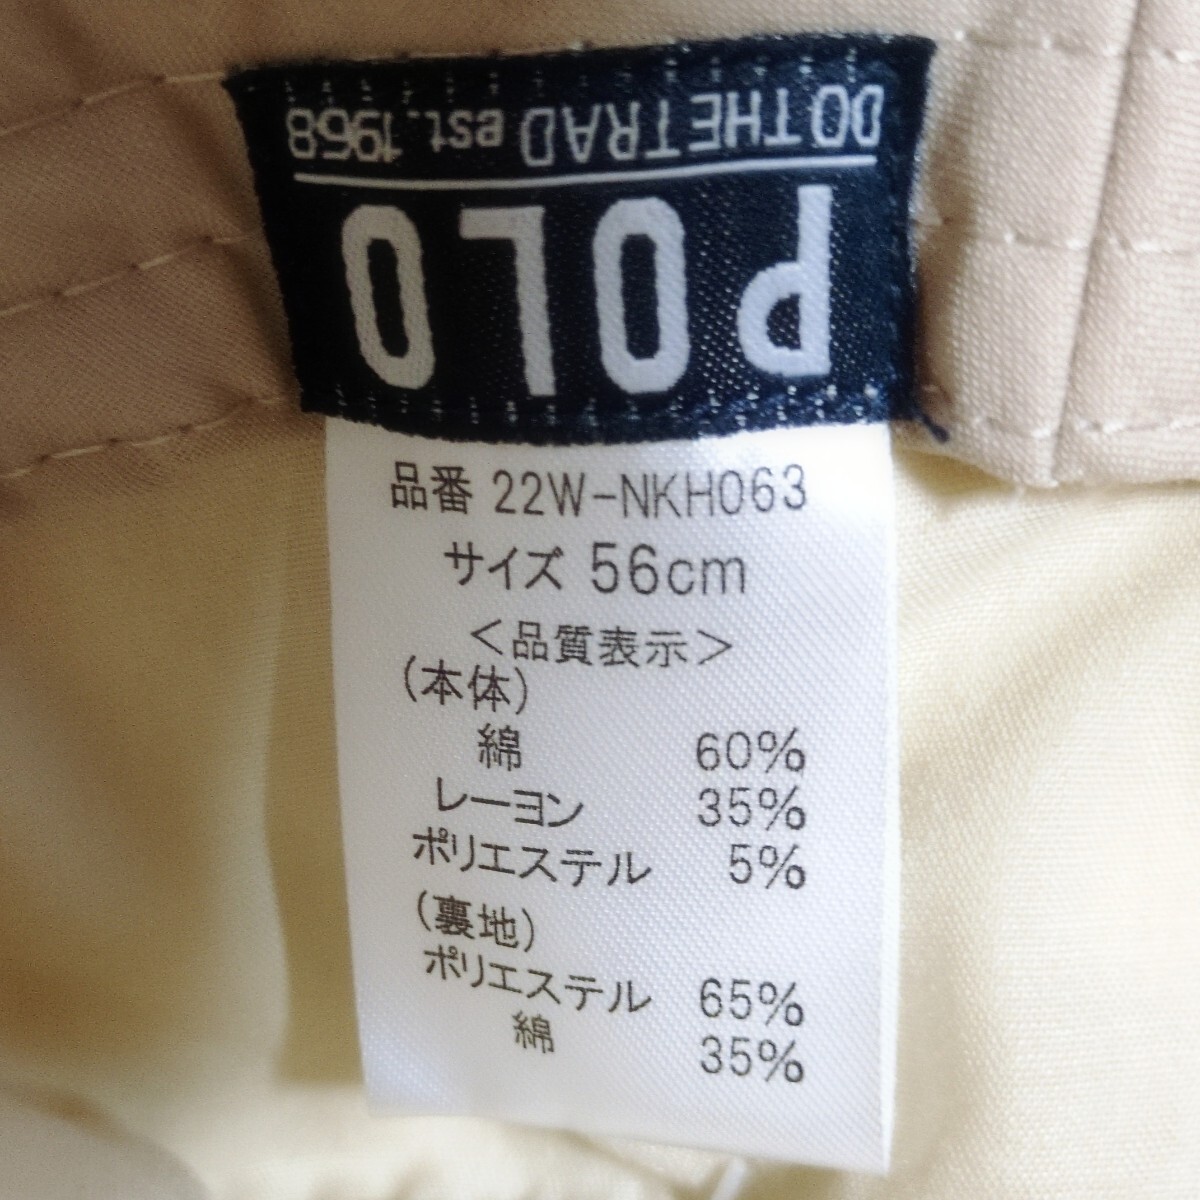 POLO
DO THE TRAD est. 1968
品番 22W-NKH063
サイズ 56cm
＜品質表示＞
(本体)
綿 60%
レーヨン 35%
ポリエステル 5%
(裏地)
ポリエステル 65%
綿 35%